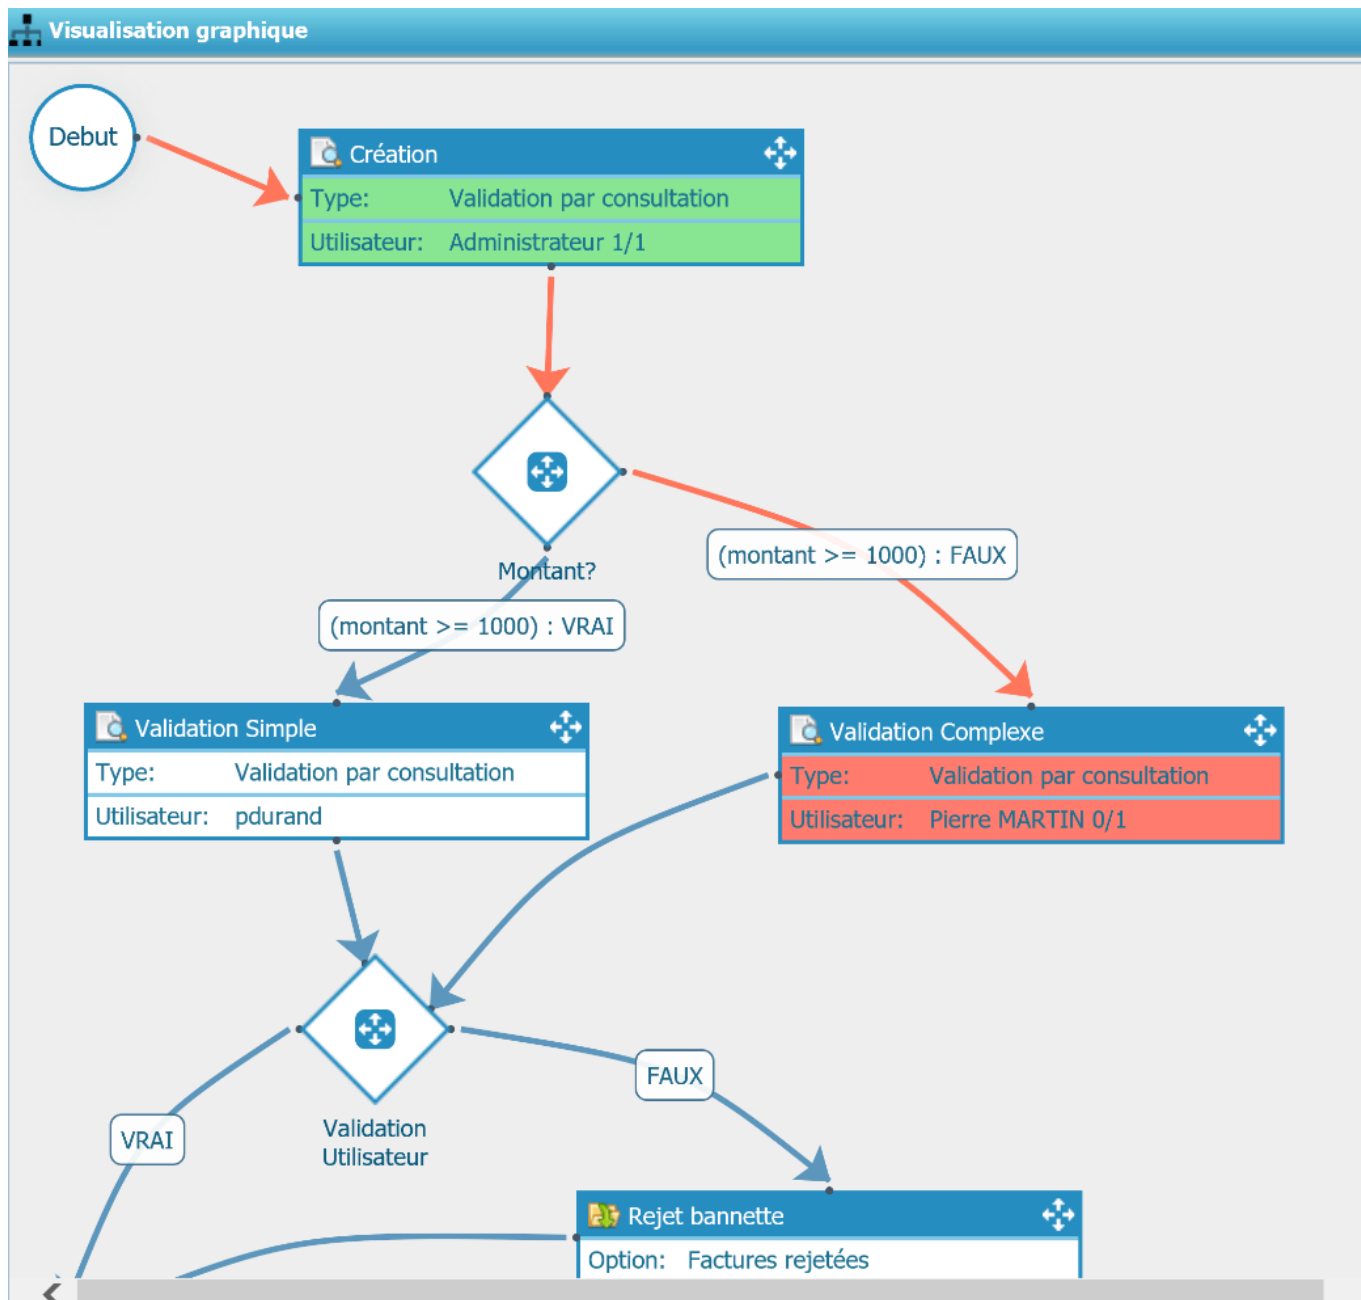 Visualisation graphique
Debut
Création
Type: Validation par consultation
Utilisateur: Administrateur 1/1
Montant?
(montant >= 1000) : FAUX
(montant >= 1000) : VRAI
Validation Simple
Type: Validation par consultation
Utilisateur: pdurand
Validation Complexe
Type: Validation par consultation
Utilisateur: Pierre MARTIN 0/1
FAUX
VRAI
Validation
Utilisateur
Rejet bannette
Option: Factures rejetées